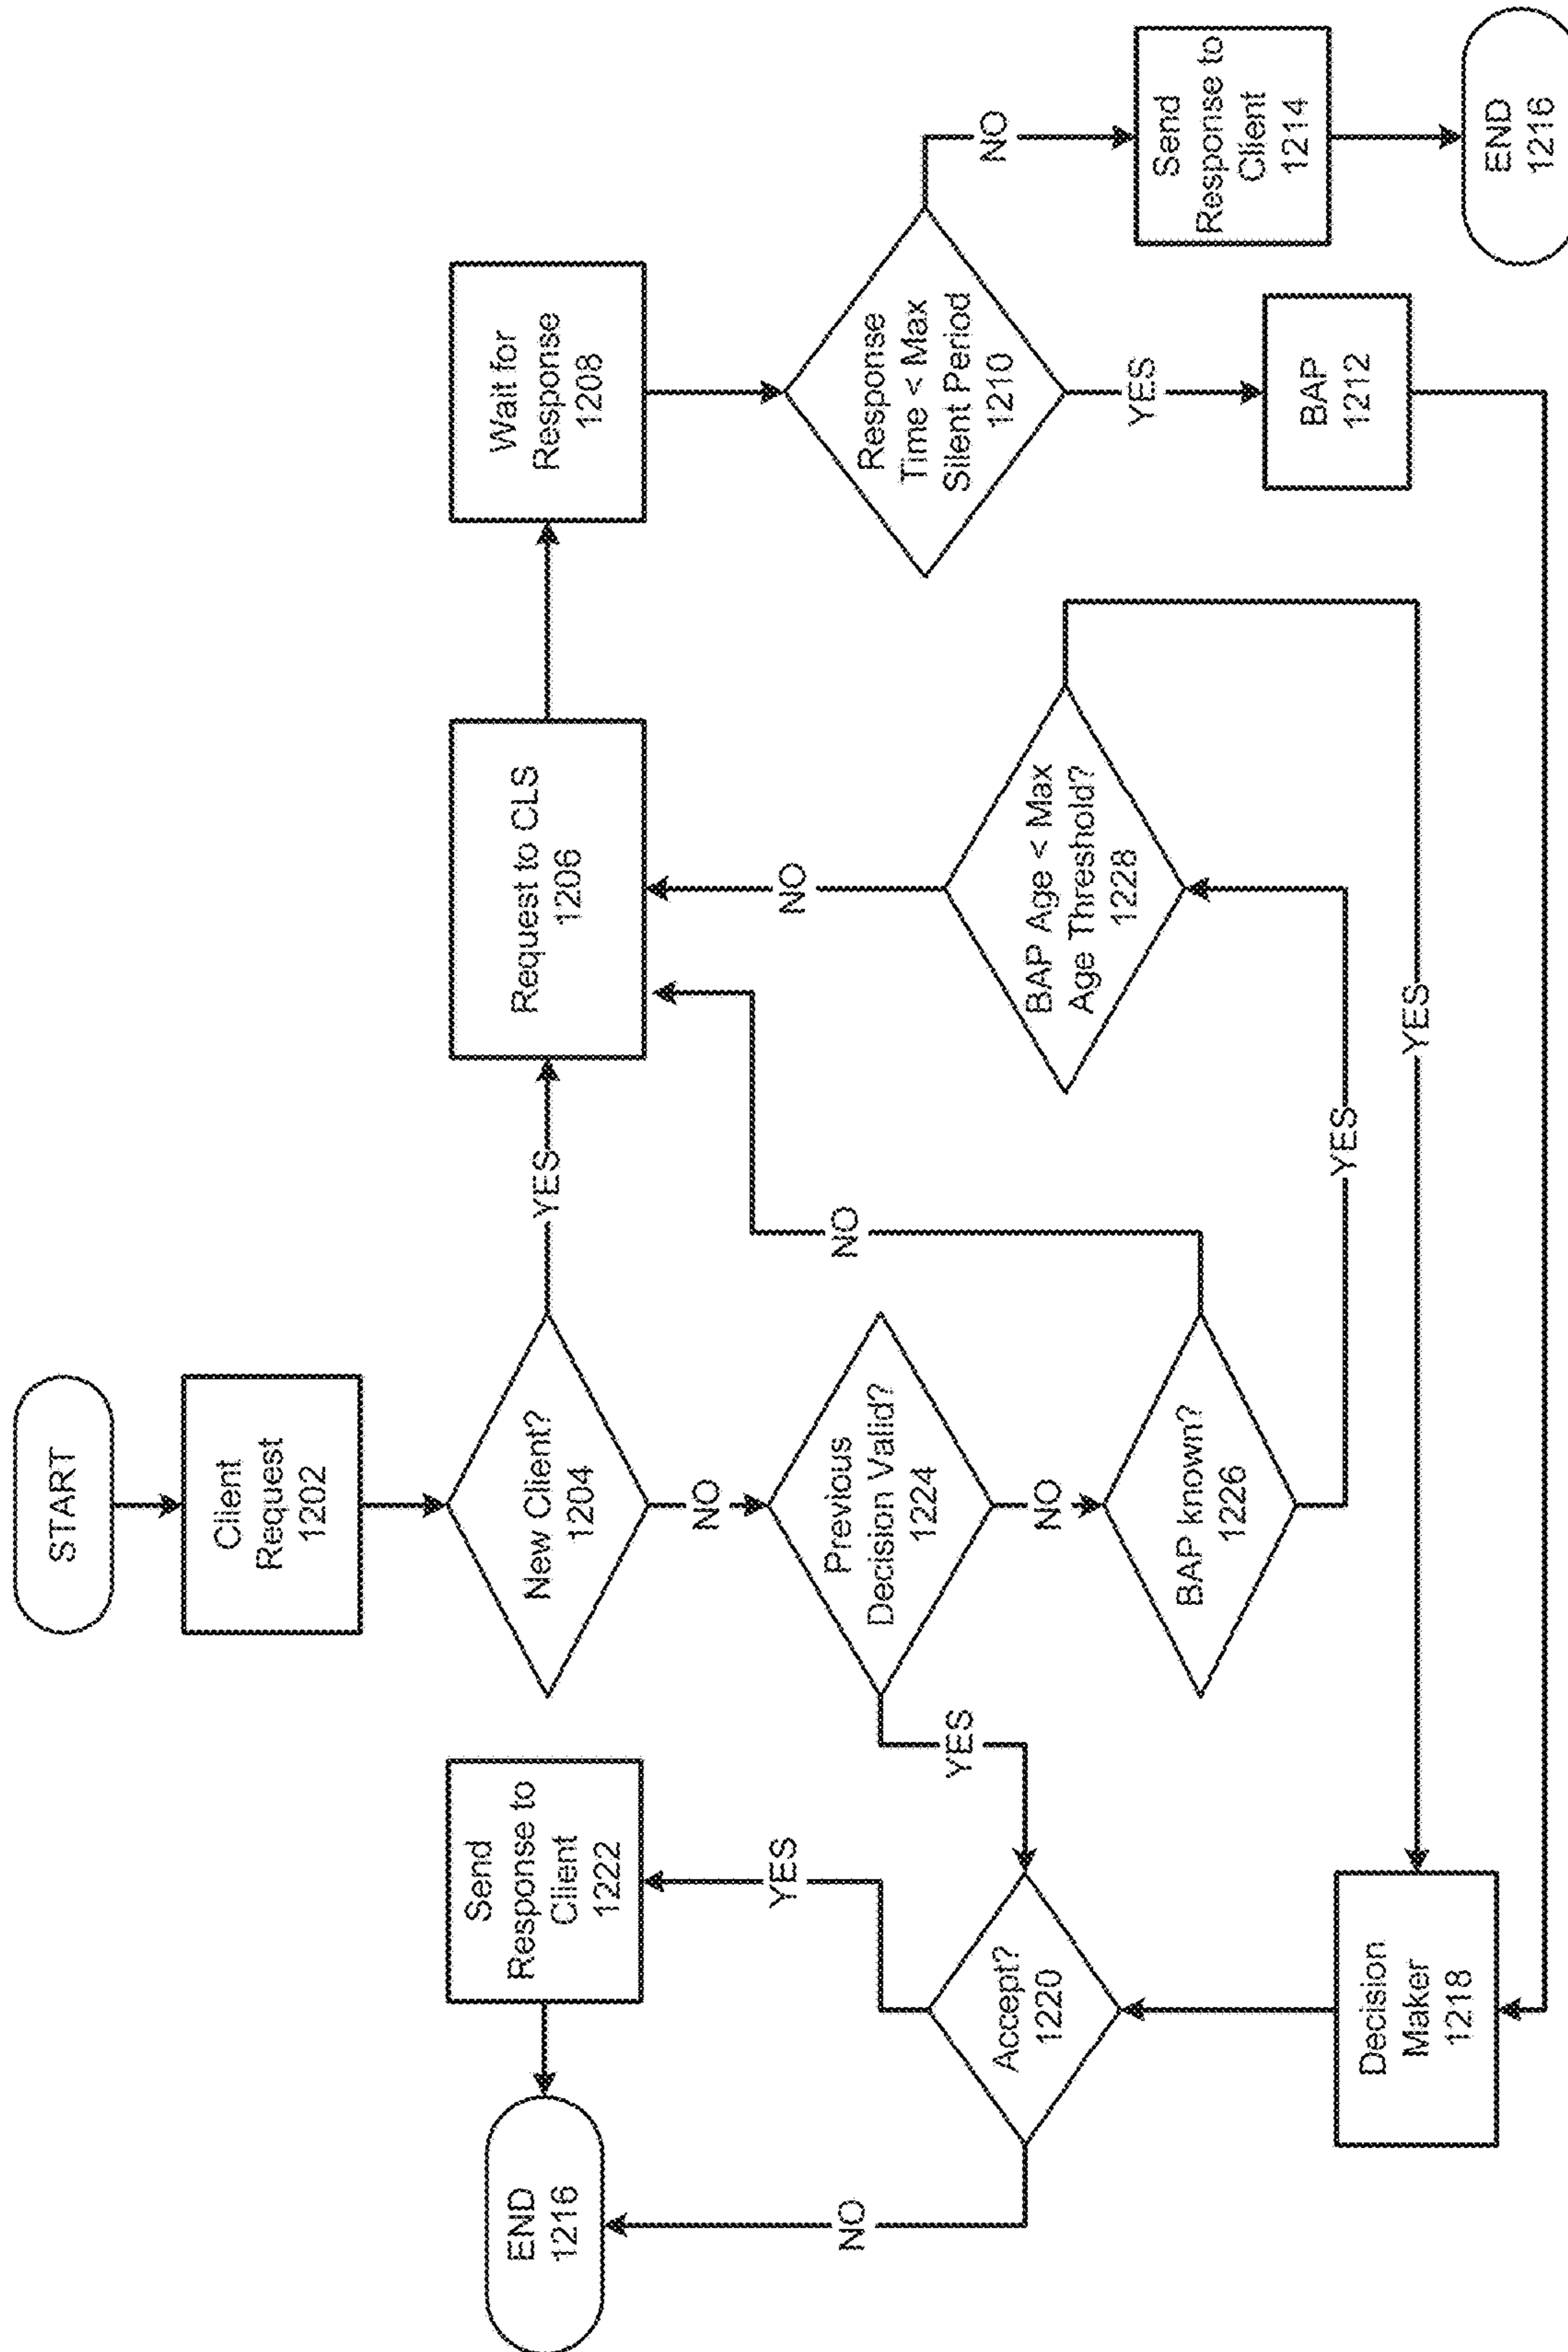 START
Client
Request
1202
New Client?
1204
YES
Request to CLS
1206
Wait for
Response
1208
Response
Time < Max
Silent Period
1210
NO
Send
Response to
Client
1214
END
1216
YES
BAP
1212
NO
Previous
Decision Valid?
1224
NO
BAP known?
1226
NO
YES
BAP Age < Max
Age Threshold?
1228
NO
YES
YES
Accept?
1220
YES
Send
Response to
Client
1222
END
1216
NO
Decision
Maker
1218